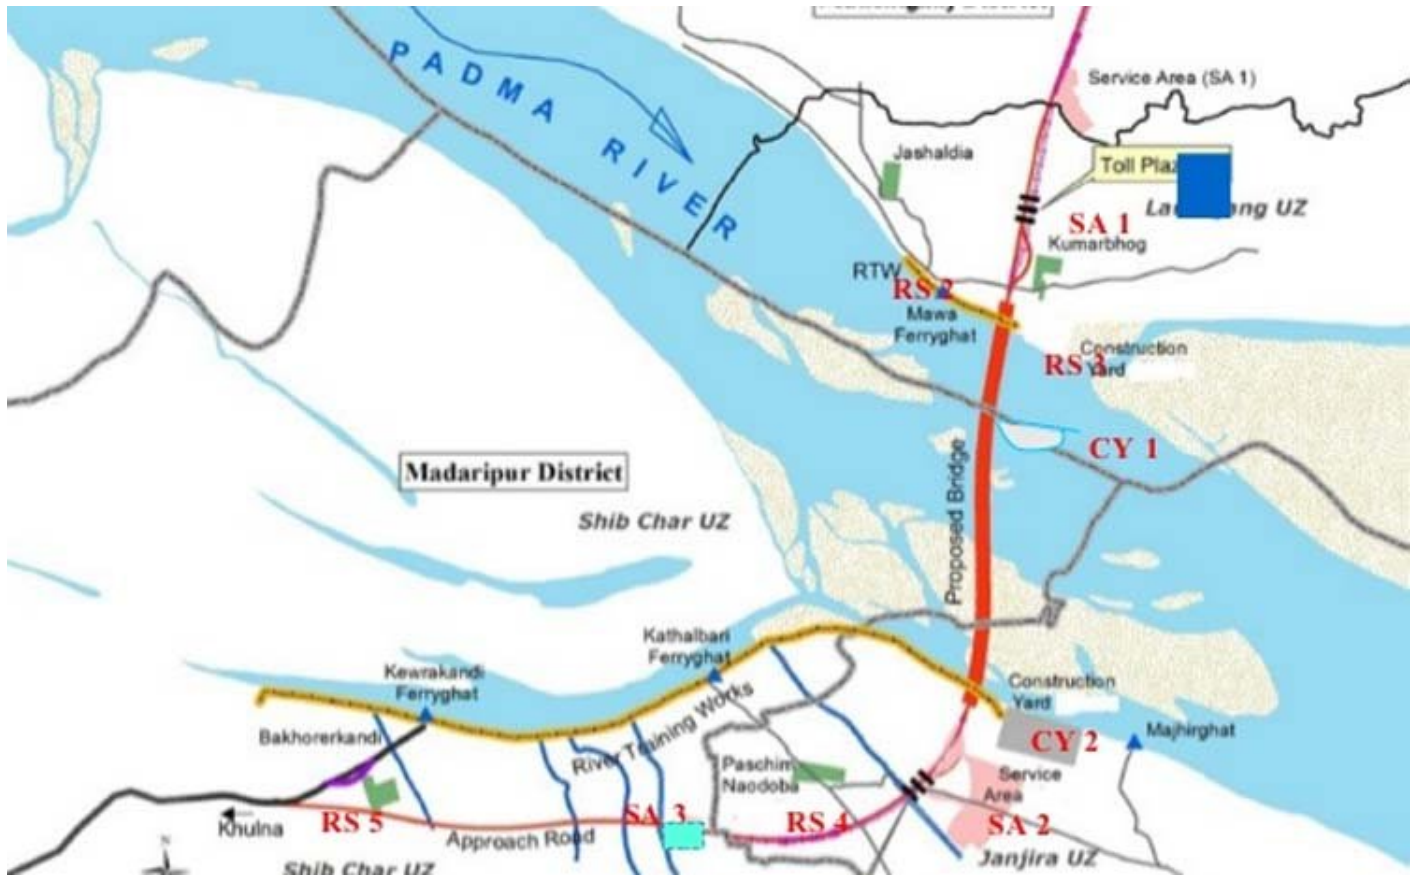 PADMA
RIVER
Service Area (SA 1)
Jashaldia
Toll
SA 1
UZ
Kumarbhog
RTW
RS 2
Mawa
Ferryghat
Construction
Yard
RS 3
CY 1
Proposed Bridge
Madaripur District
Shib Char UZ
Kathalbari
Ferryghat
Kewrakandi
Ferryghat
Bakhorerkandi
River Training Works
Construction
Yard
CY 2
Majhirghat
Paschim
Naodoba
Service
Area
Khulna
RS 5
Approach Road
SA 3
RS 4
SA 2
Janjira UZ
Shib Char UZ
N